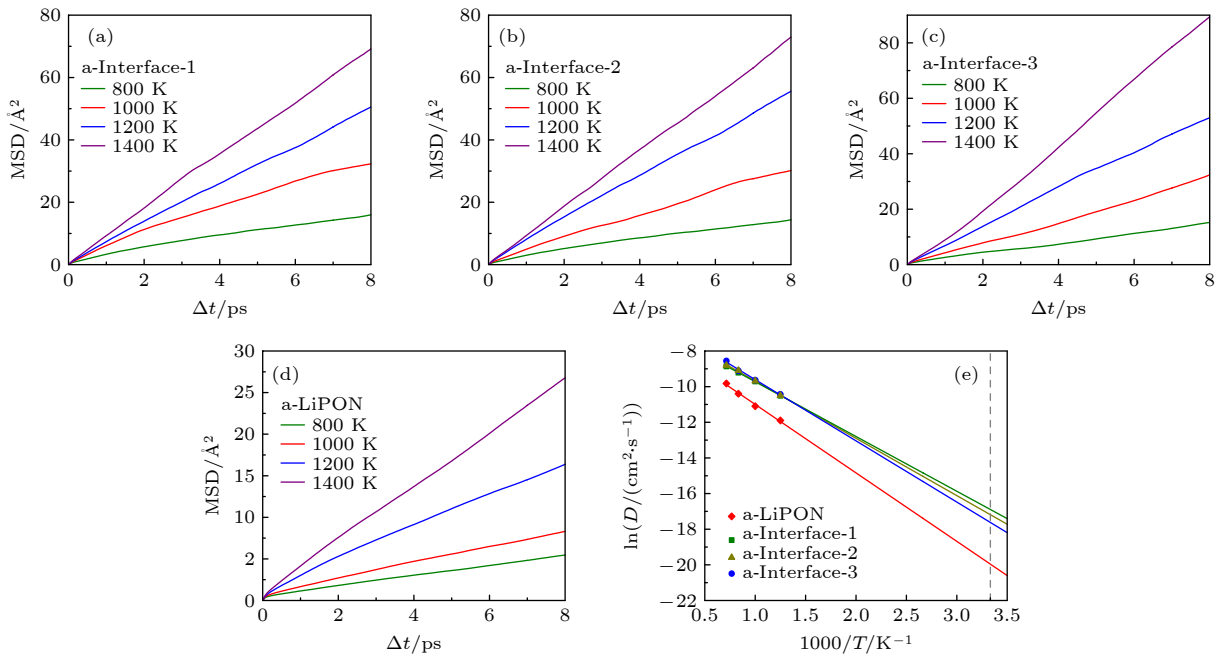 (a)
a-Interface-1
800 K
1000 K
1200 K
1400 K
MSD/Å²
80
60
40
20
0
0 2 4 6 8
Δt/ps
(b)
a-Interface-2
800 K
1000 K
1200 K
1400 K
MSD/Å²
80
60
40
20
0
0 2 4 6 8
Δt/ps
(c)
a-Interface-3
800 K
1000 K
1200 K
1400 K
MSD/Å²
80
60
40
20
0
0 2 4 6 8
Δt/ps
(d)
a-LiPON
800 K
1000 K
1200 K
1400 K
MSD/Å²
30
25
20
15
10
2
2
0
0 2 4 6 8
Δt/ps
(e)
ln(D/(cm²·s⁻¹))
−8
−10
−12
−14
−16
−18
−20
−22
a-LiPON
a-Interface-1
a-Interface-2
a-Interface-3
0.5 1.0 1.5 2.0 2.5 3.0 3.5
1000/T/K⁻¹